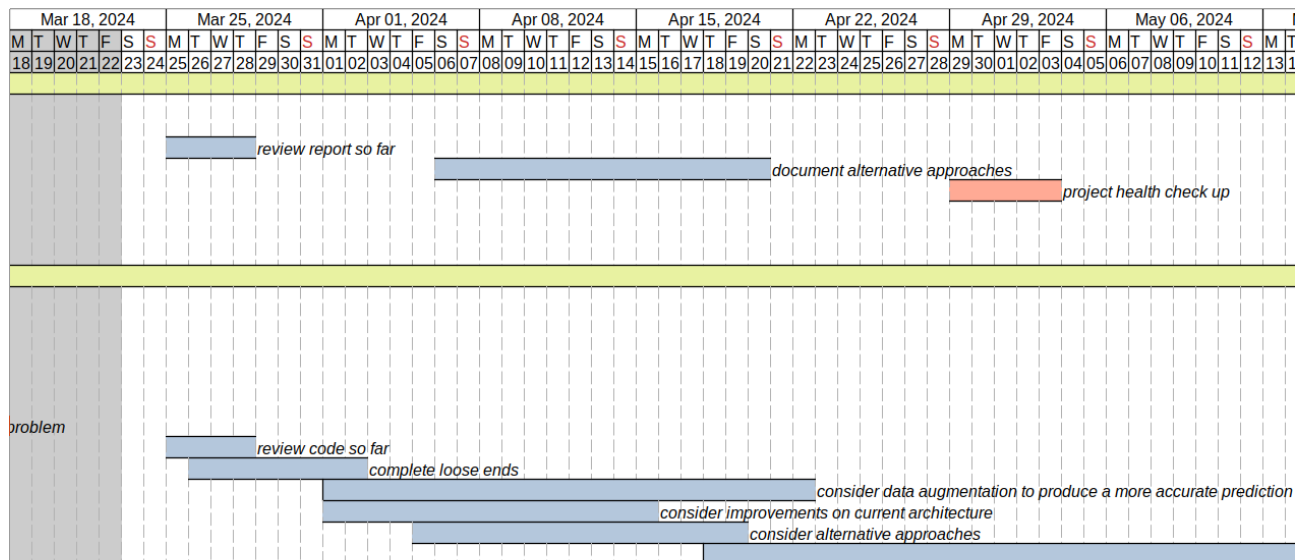 Mar 18, 2024 Mar 25, 2024 Apr 01, 2024 Apr 08, 2024 Apr 15, 2024 Apr 22, 2024 Apr 29, 2024 May 06, 2024
M T W T F S S M T W T F S S M T W T F S S M T W T F S S M T W T F S S M T W T F S S M T W T F S S M T W T F S S M T
18 19 20 21 22 23 24 25 26 27 28 29 30 31 01 02 03 04 05 06 07 08 09 10 11 12 13 14 15 16 17 18 19 20 21 22 23 24 25 26 27 28 29 30 01 02 03 04 05 06 07 08 09 10 11 12 13
review report so far
document alternative approaches
project health check up
problem
review code so far
complete loose ends
consider data augmentation to produce a more accurate prediction
consider improvements on current architecture
consider alternative approaches